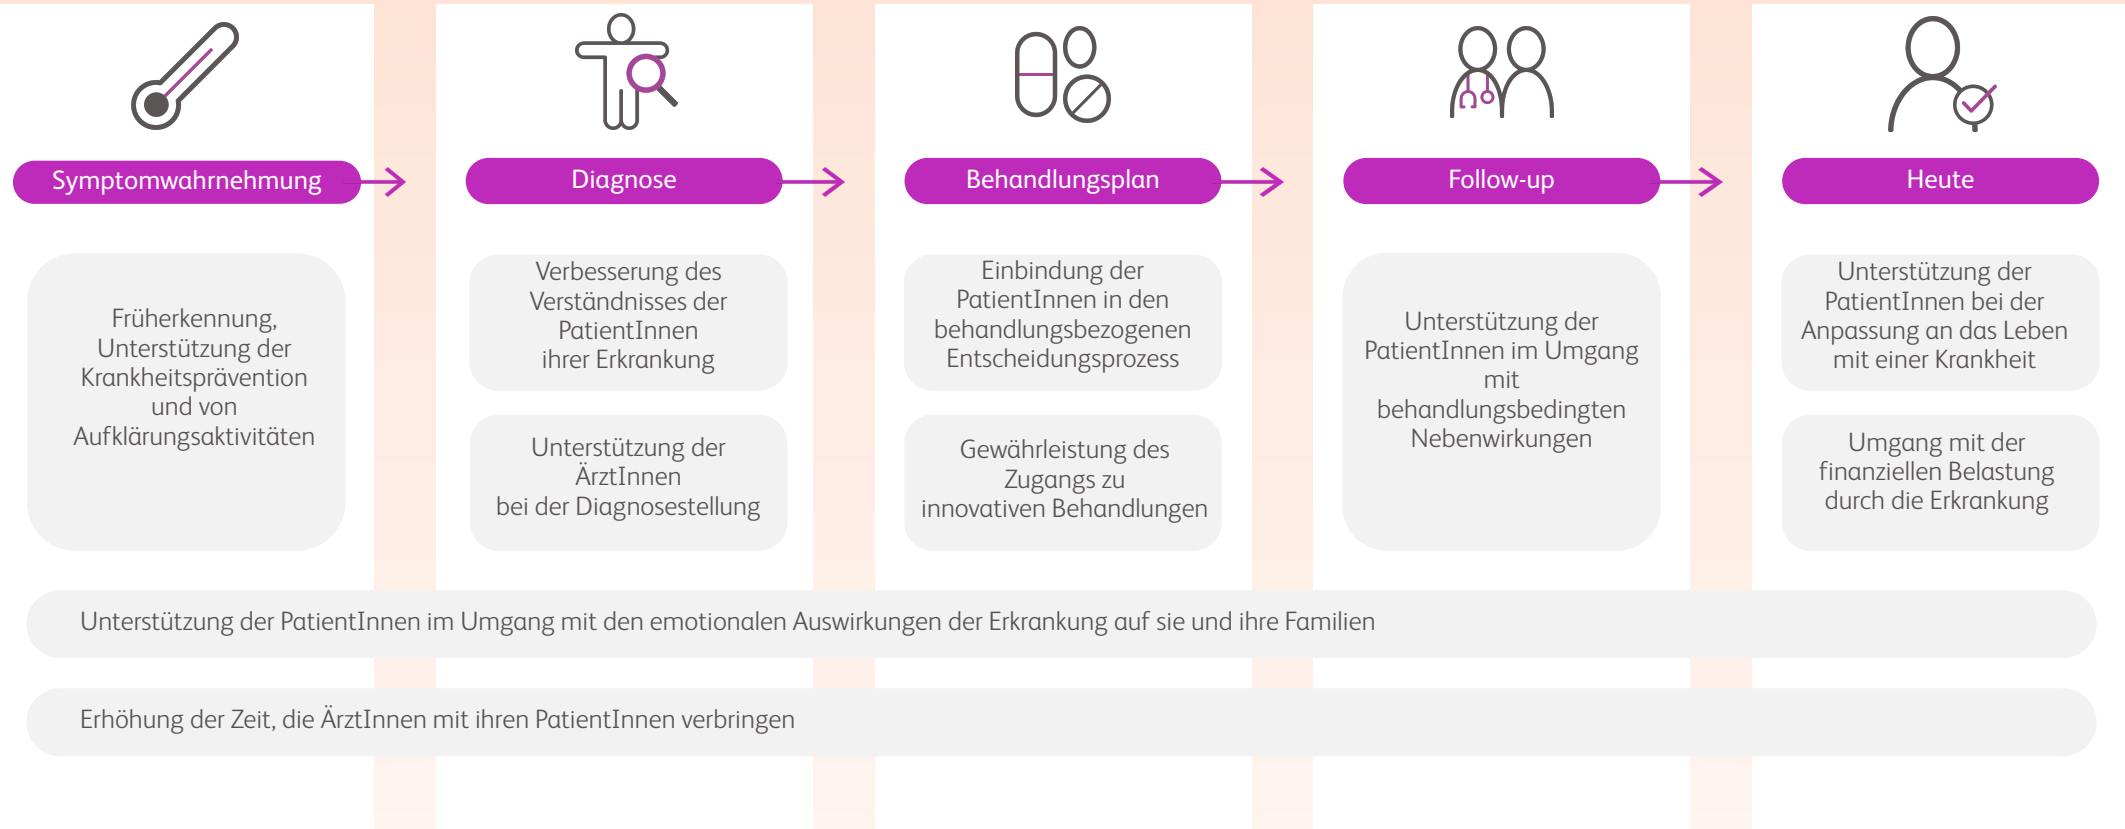 Symptomwahrnehmung
Diagnose
Behandlungsplan
Follow-up
Heute
Früherkennung,
Unterstützung der
Krankheitsprävention
und von
Aufklärungsaktivitäten
Verbesserung des
Verständnisses der
PatientInnen
ihrer Erkrankung
Unterstützung der
ÄrztInnen
bei der Diagnosestellung
Einbindung der
PatientInnen in den
behandlungsbezogenen
Entscheidungsprozess
Gewährleistung des
Zugangs zu
innovativen Behandlungen
Unterstützung der
PatientInnen im Umgang
mit
behandlungsbedingten
Nebenwirkungen
Unterstützung der
PatientInnen bei der
Anpassung an das Leben
mit einer Krankheit
Umgang mit der
finanziellen Belastung
durch die Erkrankung
Unterstützung der PatientInnen im Umgang mit den emotionalen Auswirkungen der Erkrankung auf sie und ihre Familien
Erhöhung der Zeit, die ÄrztInnen mit ihren PatientInnen verbringen